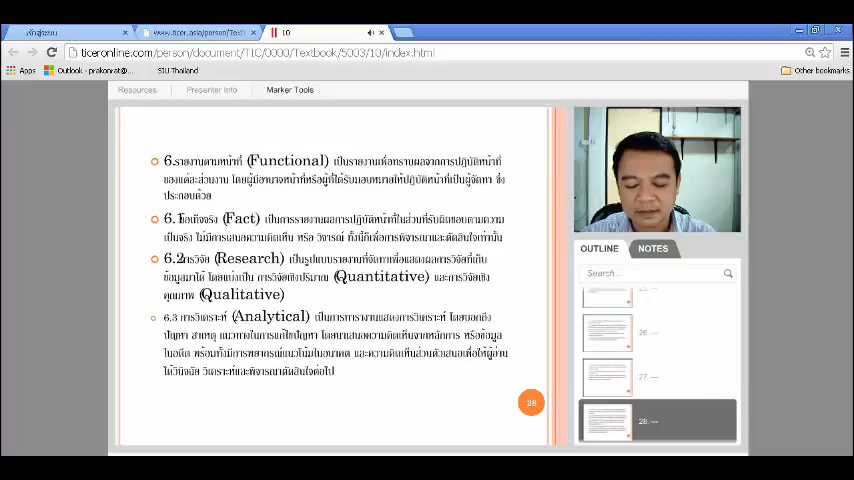 เข้าสู่ระบบ
www.ticer.asia/person/Text
10
ticeronline.com/person/document/TIC/0000/Textbook/5003/10/index.html
Apps
Outlook - prakonrat@...
SIU Thailand
Other bookmarks
Resources
Presenter Info
Marker Tools
6.รายงานตามหน้าที่ (Functional) เป็นรายงานเพื่อทราบผลจากการปฏิบัติหน้าที่
ของแต่ละส่วนงาน โดยผู้มีอำนาจหน้าที่หรือผู้ที่ได้รับมอบหมายให้ปฏิบัติหน้าที่เป็นผู้จัดทำ ซึ่ง
ประกอบด้วย
6.1ข้อเท็จจริง (Fact) เป็นการรายงานผลการปฏิบัติหน้าที่ในส่วนที่รับผิดชอบตามความ
เป็นจริง ไม่มีการเสนอความคิดเห็น หรือ วิจารณ์ ทั้งนี้ก็เพื่อการพิจารณาและตัดสินใจเท่านั้น
6.2การวิจัย (Research) เป็นรูปแบบรายงานที่จัดทำเพื่อแสดงผลการวิจัยที่เก็บ
ข้อมูลมาได้ โดยแบ่งเป็น การวิจัยเชิงปริมาณ (Quantitative) และการวิจัยเชิง
คุณภาพ (Qualitative)
6.3 การวิเคราะห์ (Analytical) เป็นการทำรายงานแสดงการวิเคราะห์ โดยบอกถึง
ปัญหา สาเหตุ แนวทางในการแก้ไขปัญหา โดยนำเสนอความคิดเห็นจากหลักการ หรือข้อมูล
ในอดีต พร้อมทั้งมีการพยากรณ์แนวโน้มในอนาคต และความคิดเห็นส่วนตัวเสนอเพื่อให้ผู้อ่าน
ได้วินิจฉัย วิเคราะห์และพิจารณาตัดสินใจต่อไป
28
OUTLINE
NOTES
Search...
26. ---
27. ---
28. ---